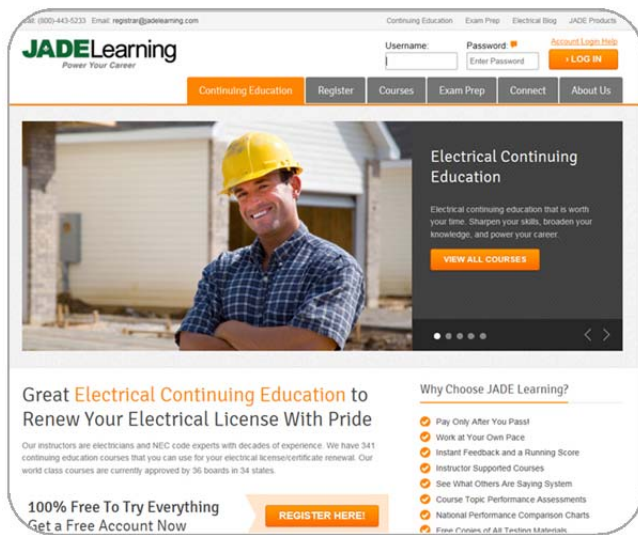 Call: (800)-443-5233 Email: registrar@jadelearning.com
Continuing Education Exam Prep Electrical Blog JADE Products
JADELearning
Power Your Career
Username: Password: Account Login Help
Enter Password › LOG IN
Continuing Education Register Courses Exam Prep Connect About Us
Electrical Continuing
Education
Electrical continuing education that is worth
your time. Sharpen your skills, broaden your
knowledge, and power your career.
VIEW ALL COURSES
Great Electrical Continuing Education to
Renew Your Electrical License With Pride
Our instructors are electricians and NEC code experts with decades of experience. We have 341
continuing education courses that you can use for your electrical license/certificate renewal. Our
world class courses are currently approved by 36 boards in 34 states.
100% Free To Try Everything
Get a Free Account Now
REGISTER HERE!
Why Choose JADE Learning?
Pay Only After You Pass!
Work at Your Own Pace
Instant Feedback and a Running Score
Instructor Supported Courses
See What Others Are Saying System
Course Topic Performance Assessments
National Performance Comparison Charts
Free Copies of All Testing Materials